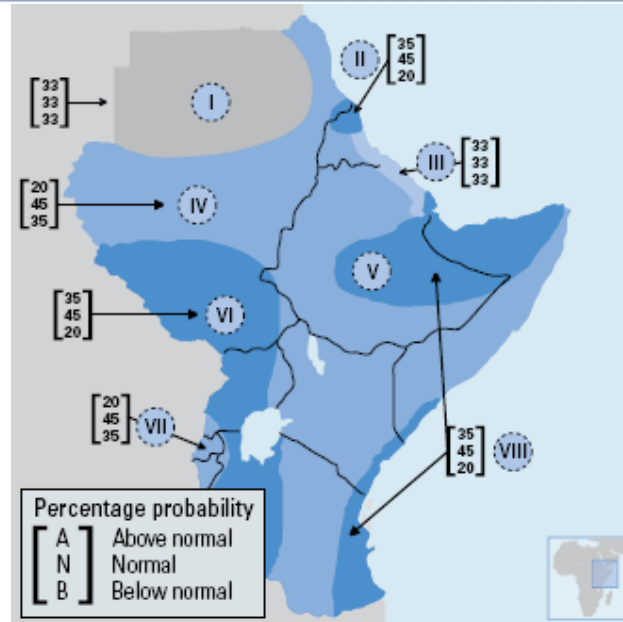 33
33
33
I
II
35
45
20
III
33
33
33
20
45
35
IV
V
35
45
20
VI
20
45
35
VII
35
45
20
VIII
Percentage probability
A Above normal
N Normal
B Below normal